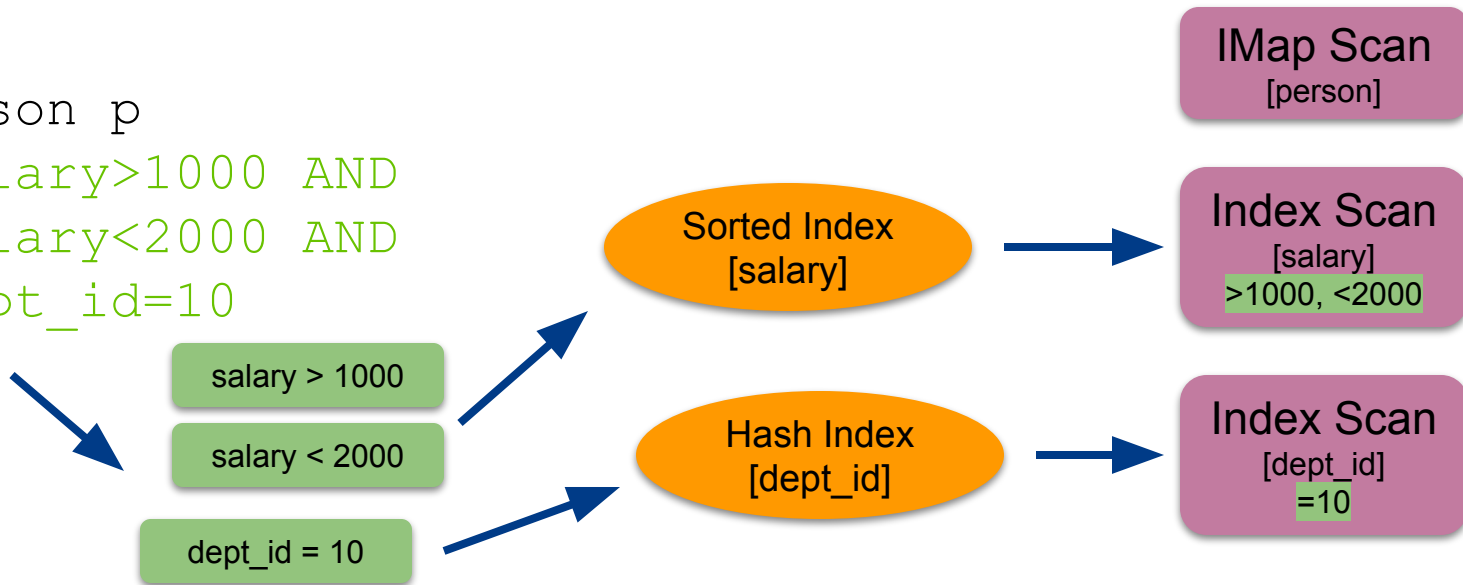 son p
lary>1000 AND
lary<2000 AND
pt_id=10
salary > 1000
salary < 2000
dept_id = 10
Sorted Index
[salary]
Hash Index
[dept_id]
IMap Scan
[person]
Index Scan
[salary]
>1000, <2000
Index Scan
[dept_id]
=10